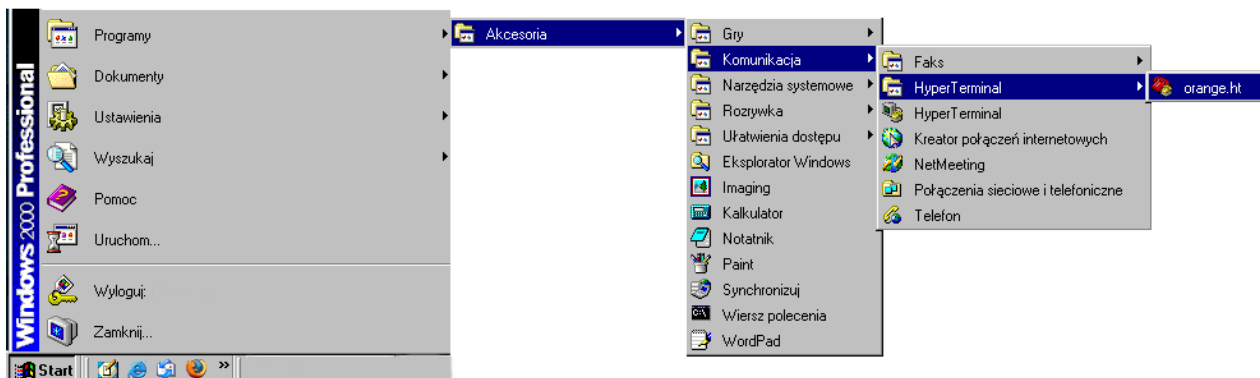 Windows 2000 Professional
Programy
Dokumenty
Ustawienia
Wyszukaj
Pomoc
Uruchom...
Wyloguj:
Zamknij...
Start
»
Akcesoria
Gry
Komunikacja
Narzędzia systemowe
Rozrywka
Ułatwienia dostępu
Eksplorator Windows
Imaging
Kalkulator
Notatnik
Paint
Synchronizuj
Wiersz polecenia
WordPad
Faks
HyperTerminal
HyperTerminal
Kreator połączeń internetowych
NetMeeting
Połączenia sieciowe i telefoniczne
Telefon
orange.ht